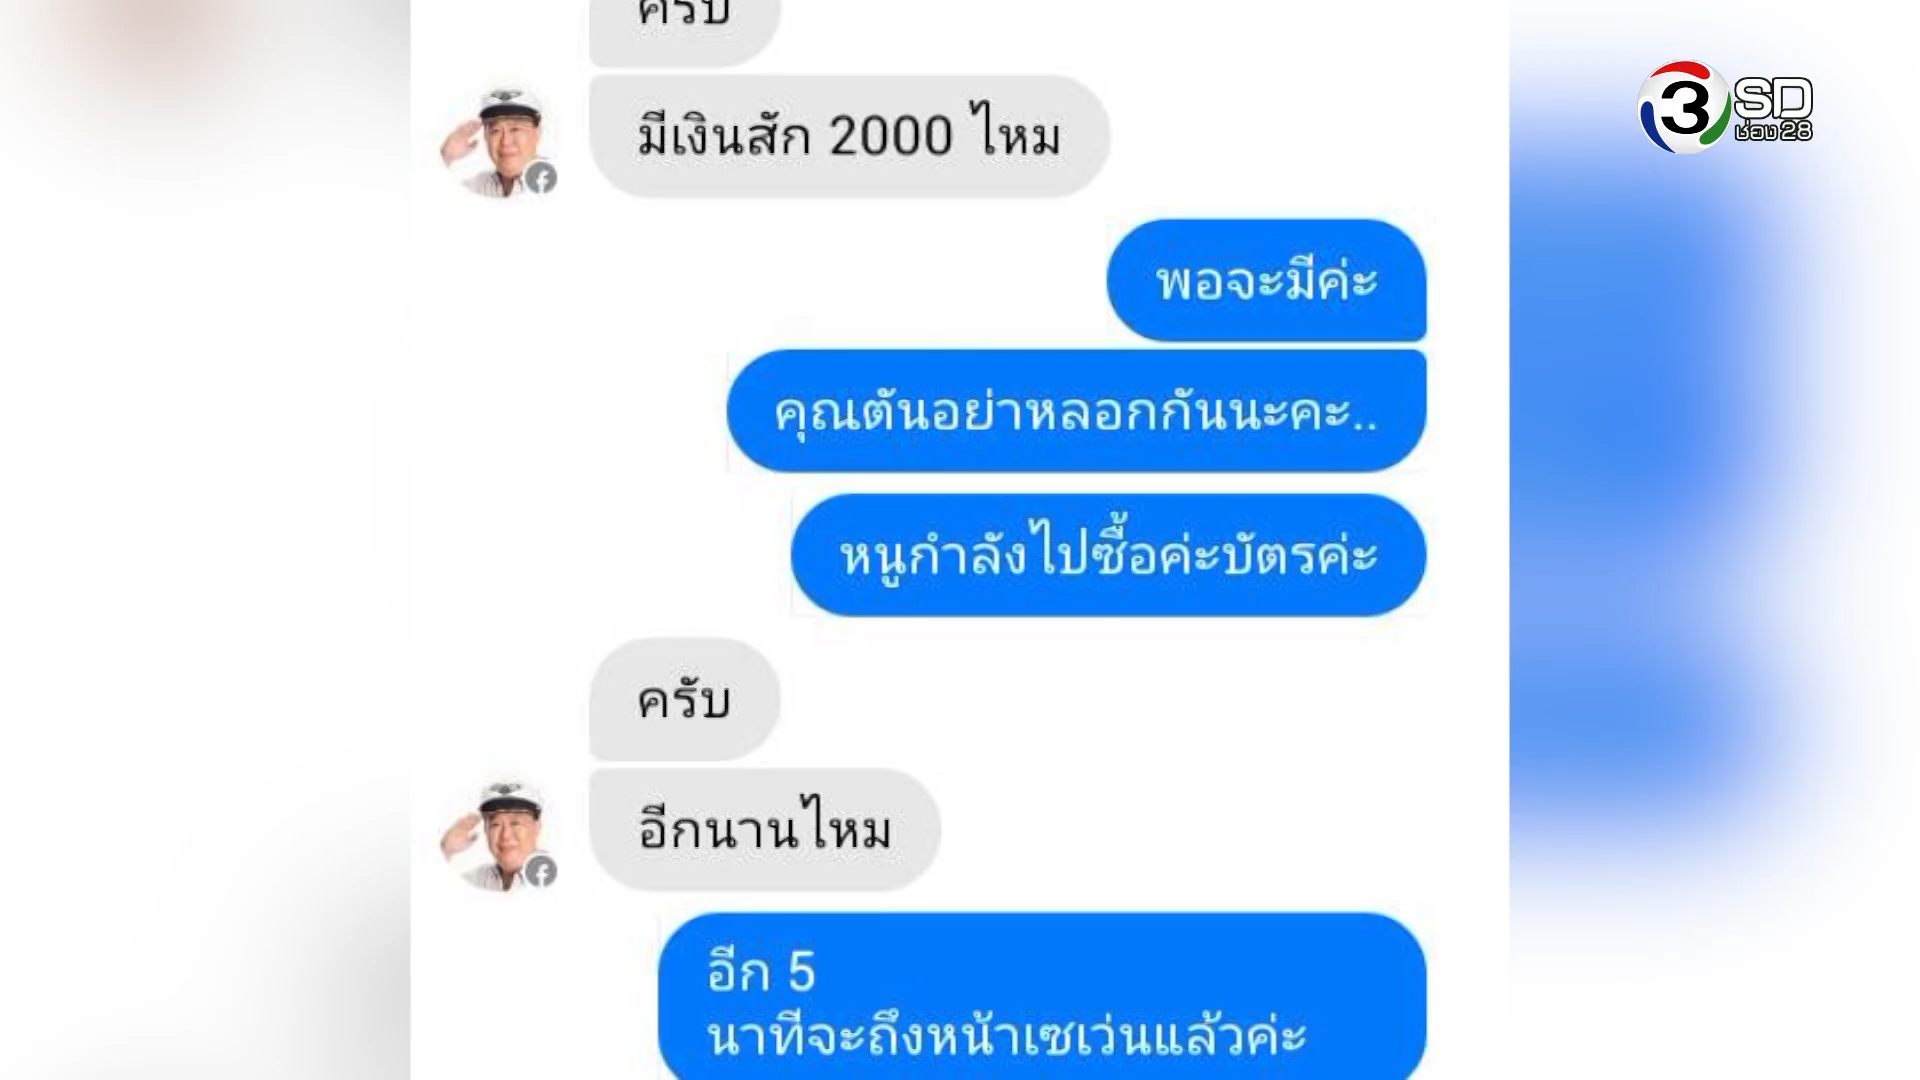 ครับ
มีเงินสัก 2000 ไหม
พอจะมีค่ะ
คุณตันอย่าหลอกกันนะคะ..
หนูกำลังไปซื้อค่ะบัตรค่ะ
ครับ
อีกนานไหม
อีก 5
นาทีจะถึงหน้าเซเว่นแล้วค่ะ
3 SD
ช่อง 28